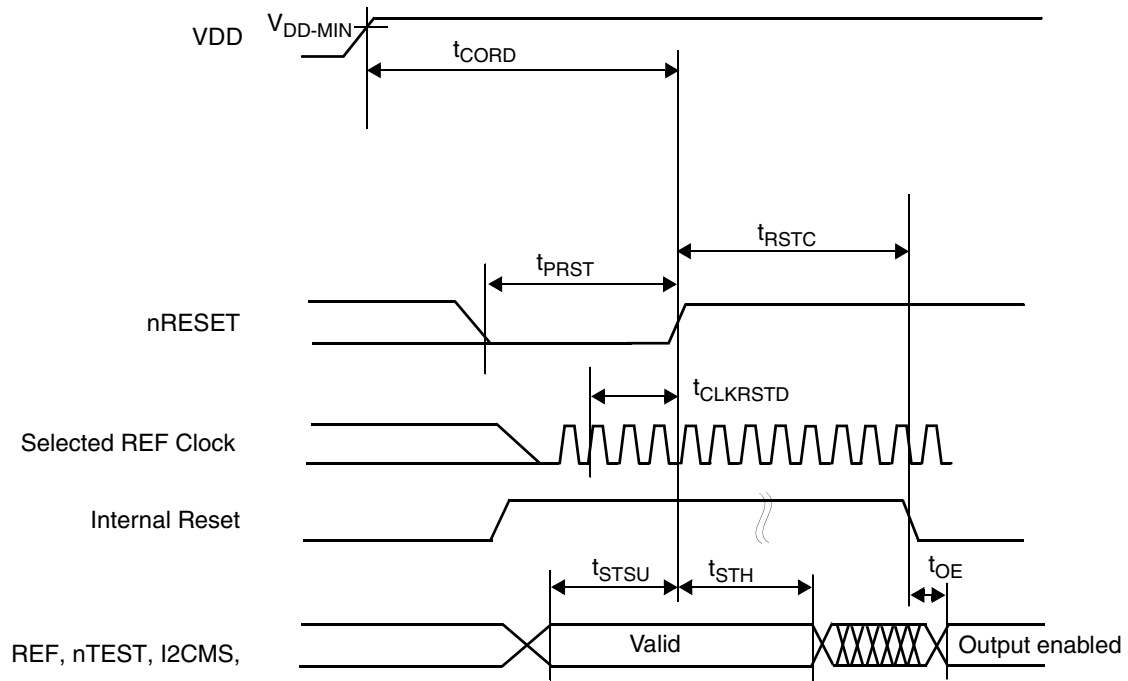 VDD
VDD-MIN
tCORD
tRSTC
tPRST
nRESET
tCLKRSTD
Selected REF Clock
Internal Reset
tSTSU
tSTH
tOE
REF, nTEST, I2CMS,
Valid
Output enabled